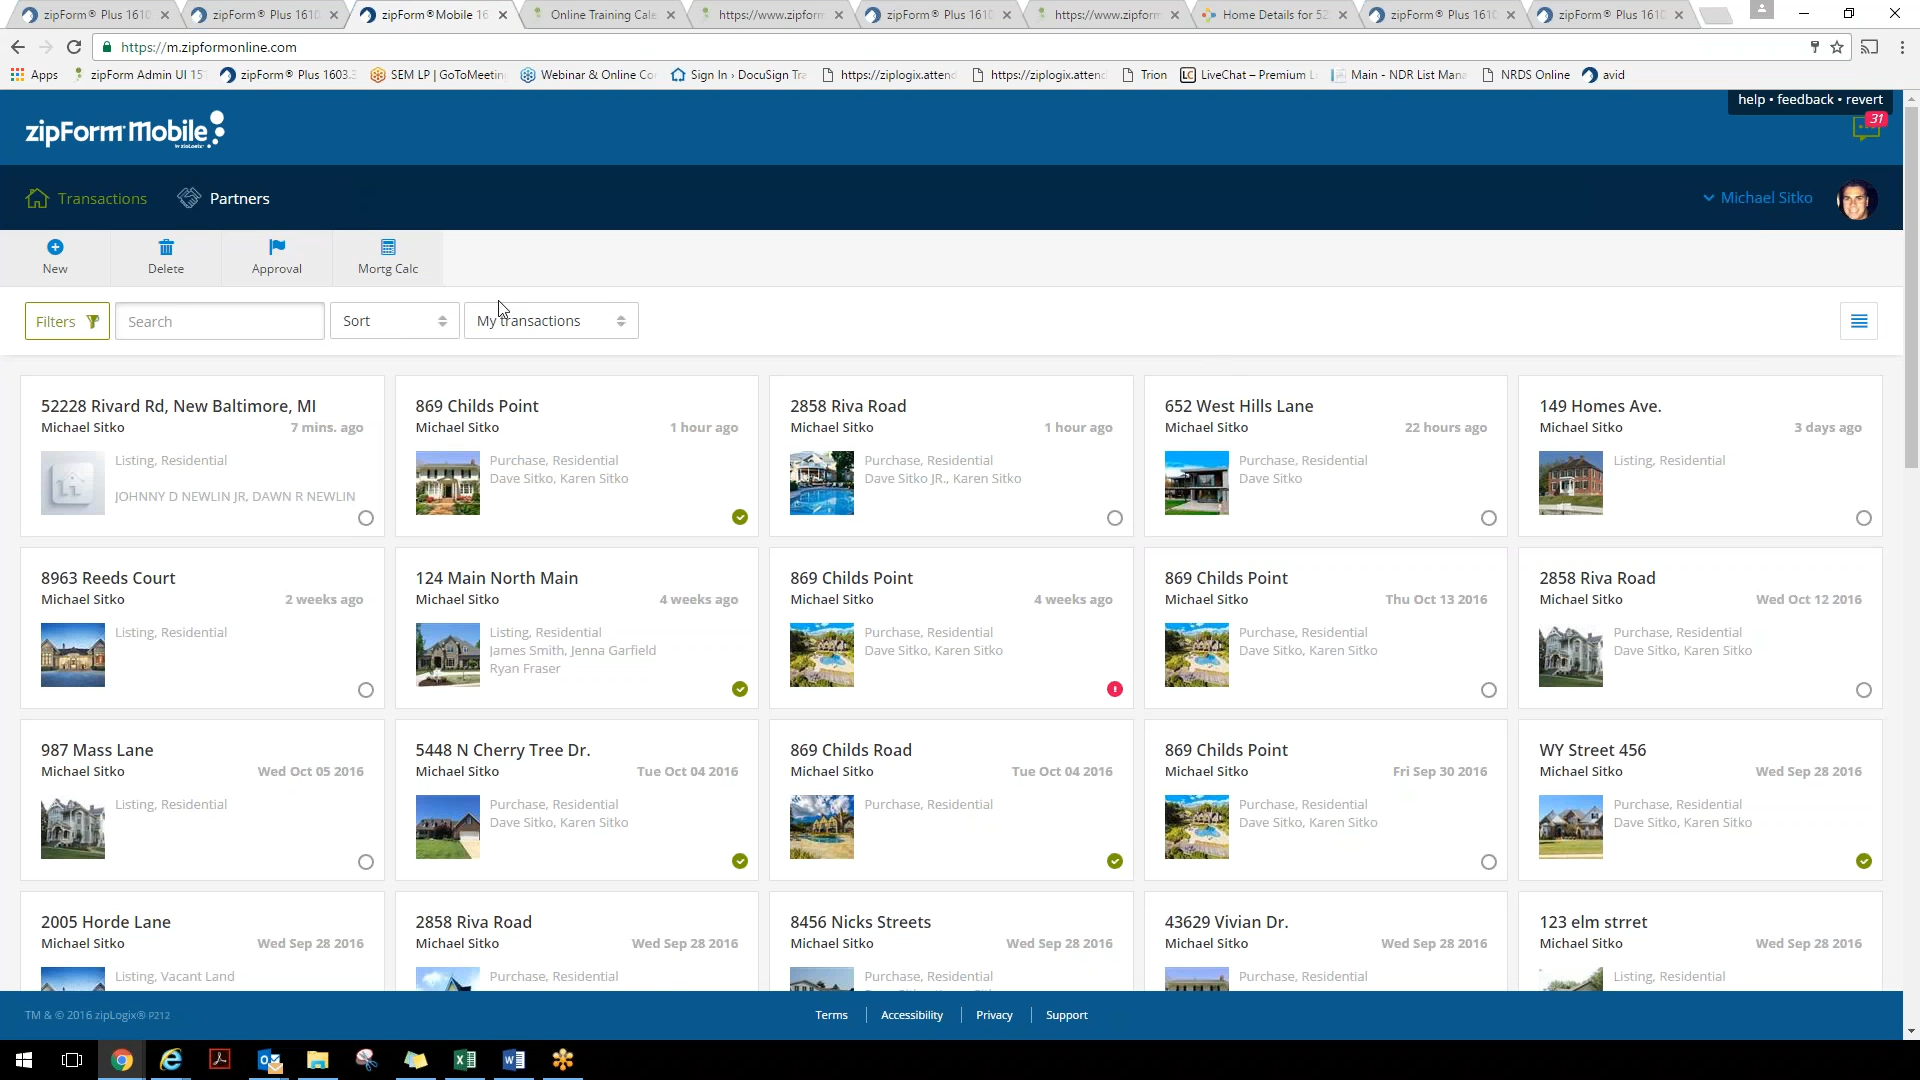 zipForm® Plus 1610
zipForm® Plus 1610
zipForm®Mobile 16
Online Training Cale
https://www.zipform
zipForm® Plus 1610
https://www.zipform
Home Details for 52
zipForm® Plus 1610
zipForm® Plus 1610
https://m.zipformonline.com
Apps
zipForm Admin UI 15
zipForm® Plus 1603.
SEM LP | GoToMeeting
Webinar & Online Co
Sign In › DocuSign Tra
https://ziplogix.attend
https://ziplogix.attend
Trion
LC LiveChat – Premium L
Main - NDR List Mana
NRDS Online
avid
help • feedback • revert
zipForm Mobile
by zipLogix
31
Transactions
Partners
Michael Sitko
New
Delete
Approval
Mortg Calc
Filters
Search
Sort
My transactions
52228 Rivard Rd, New Baltimore, MI
Michael Sitko 7 mins. ago
Listing, Residential
JOHNNY D NEWLIN JR, DAWN R NEWLIN
869 Childs Point
Michael Sitko 1 hour ago
Purchase, Residential
Dave Sitko, Karen Sitko
2858 Riva Road
Michael Sitko 1 hour ago
Purchase, Residential
Dave Sitko JR., Karen Sitko
652 West Hills Lane
Michael Sitko 22 hours ago
Purchase, Residential
Dave Sitko
149 Homes Ave.
Michael Sitko 3 days ago
Listing, Residential
8963 Reeds Court
Michael Sitko 2 weeks ago
Listing, Residential
124 Main North Main
Michael Sitko 4 weeks ago
Listing, Residential
James Smith, Jenna Garfield
Ryan Fraser
869 Childs Point
Michael Sitko 4 weeks ago
Purchase, Residential
Dave Sitko, Karen Sitko
869 Childs Point
Michael Sitko Thu Oct 13 2016
Purchase, Residential
Dave Sitko, Karen Sitko
2858 Riva Road
Michael Sitko Wed Oct 12 2016
Purchase, Residential
Dave Sitko, Karen Sitko
987 Mass Lane
Michael Sitko Wed Oct 05 2016
Listing, Residential
5448 N Cherry Tree Dr.
Michael Sitko Tue Oct 04 2016
Purchase, Residential
Dave Sitko, Karen Sitko
869 Childs Road
Michael Sitko Tue Oct 04 2016
Purchase, Residential
869 Childs Point
Michael Sitko Fri Sep 30 2016
Purchase, Residential
Dave Sitko, Karen Sitko
WY Street 456
Michael Sitko Wed Sep 28 2016
Purchase, Residential
Dave Sitko, Karen Sitko
2005 Horde Lane
Michael Sitko Wed Sep 28 2016
Listing, Vacant Land
2858 Riva Road
Michael Sitko Wed Sep 28 2016
Purchase, Residential
8456 Nicks Streets
Michael Sitko Wed Sep 28 2016
Purchase, Residential
43629 Vivian Dr.
Michael Sitko Wed Sep 28 2016
Purchase, Residential
123 elm strret
Michael Sitko Wed Sep 28 2016
Listing, Residential
TM & © 2016 zipLogix® P212
Terms
Accessibility
Privacy
Support